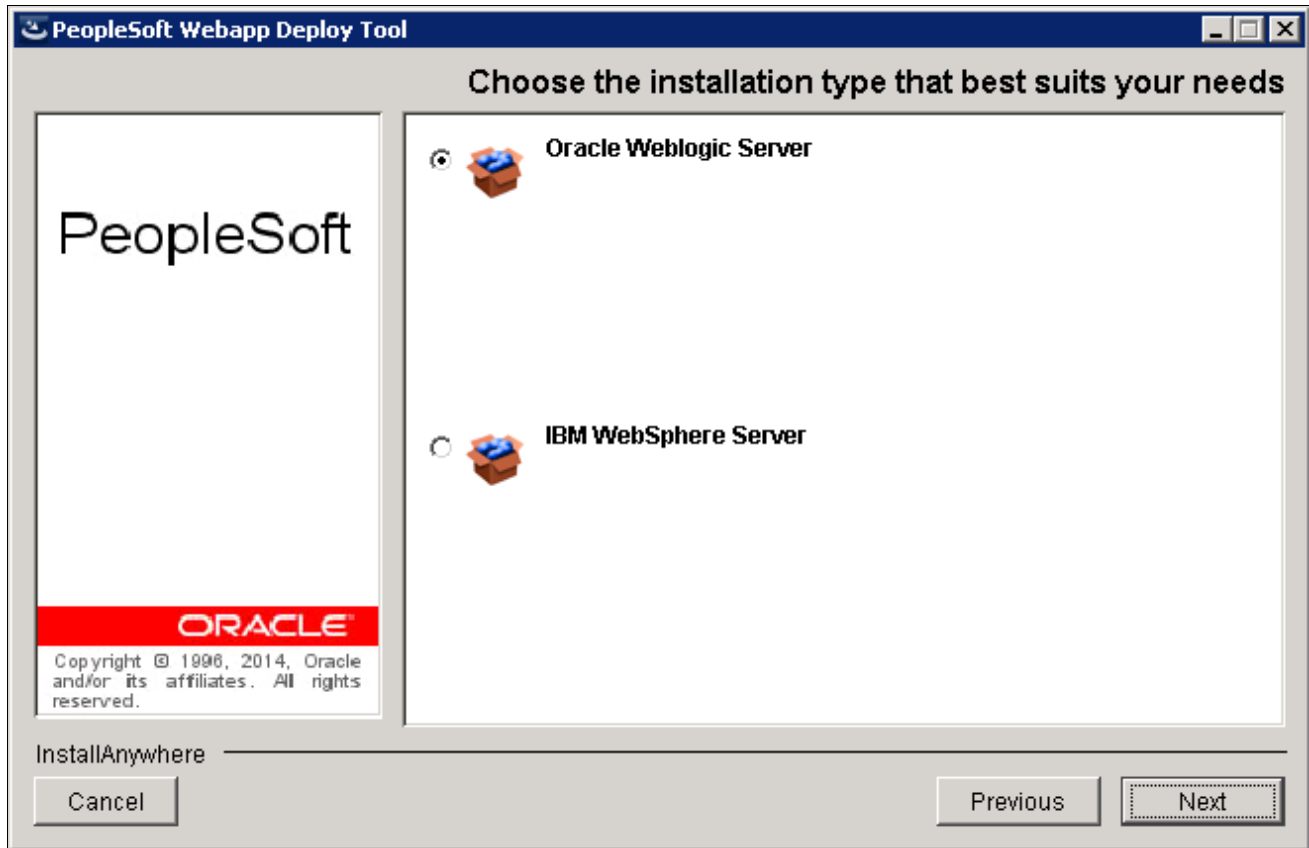 PeopleSoft Webapp Deploy Tool
Choose the installation type that best suits your needs
PeopleSoft
ORACLE
Copyright © 1996, 2014, Oracle
and/or its affiliates. All rights
reserved.
Oracle Weblogic Server
IBM WebSphere Server
InstallAnywhere
Cancel
Previous
Next